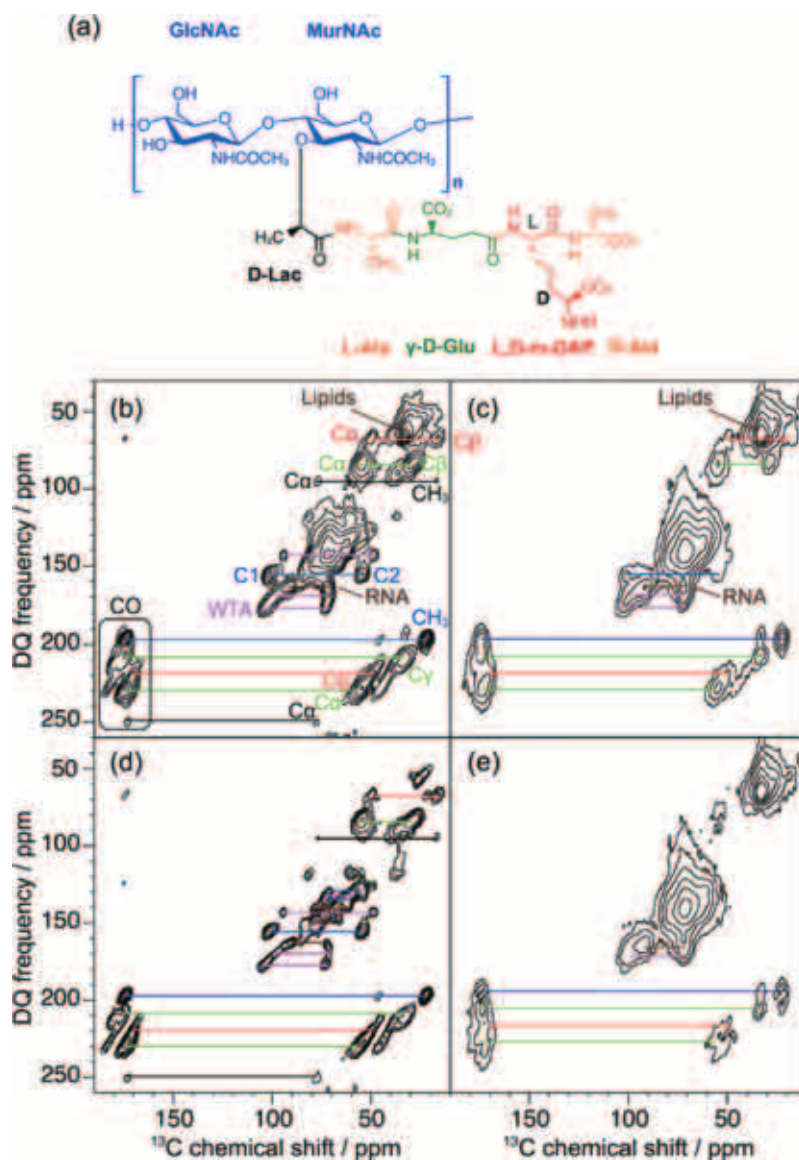 (a)
GlcNAc MurNAc
OH OH
H O O O O
HO
NHCOCH₃ O NHCOCH₃
n
CO₂
H₃C O N H O L
D-Lac
D
γ-D-Glu
(b) Lipids (c) Lipids
Cα Cβ
Cα Cβ
Cα CH₃
C1 C2
RNA RNA
WTA
CO CH₃
Cγ
Cα
Cα
(d) (e)
DQ frequency / ppm
50
100
150
200
250
DQ frequency / ppm
50
100
150
200
250
150 100 50 150 100 50
¹³C chemical shift / ppm ¹³C chemical shift / ppm